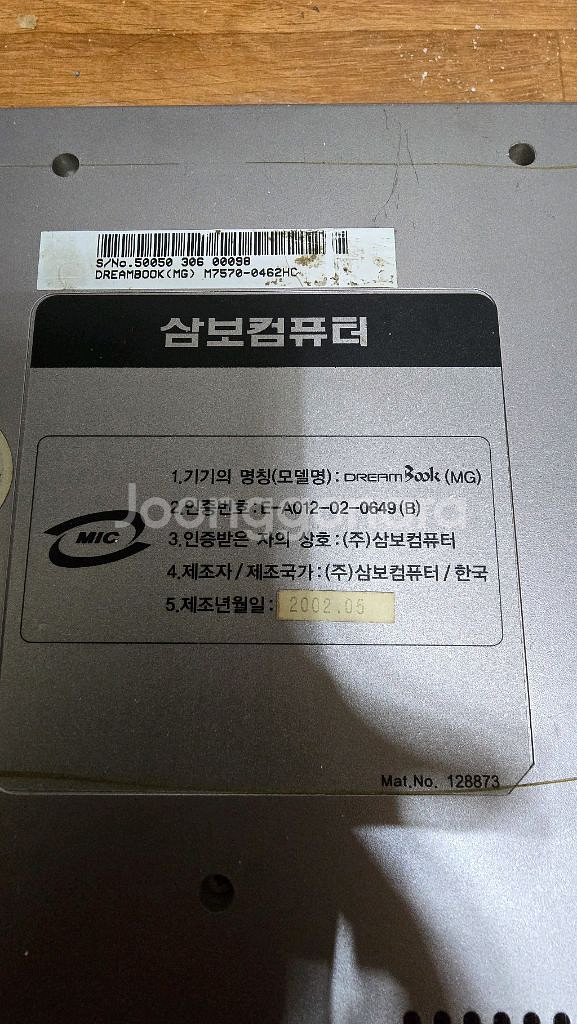 S/No.50050 306 00098
DREAMBOOK(MG) M7570-0462HC
삼보컴퓨터
1.기기의 명칭(모델명):DREAMBook(MG)
2.인증번호:E-A012-02-0649(B)
Joonggonara
MIC
3.인증받은 자의 상호:(주)삼보컴퓨터
4.제조자/제조국가:(주)삼보컴퓨터/한국
5.제조년월일:2002.05
Mat.No. 128873